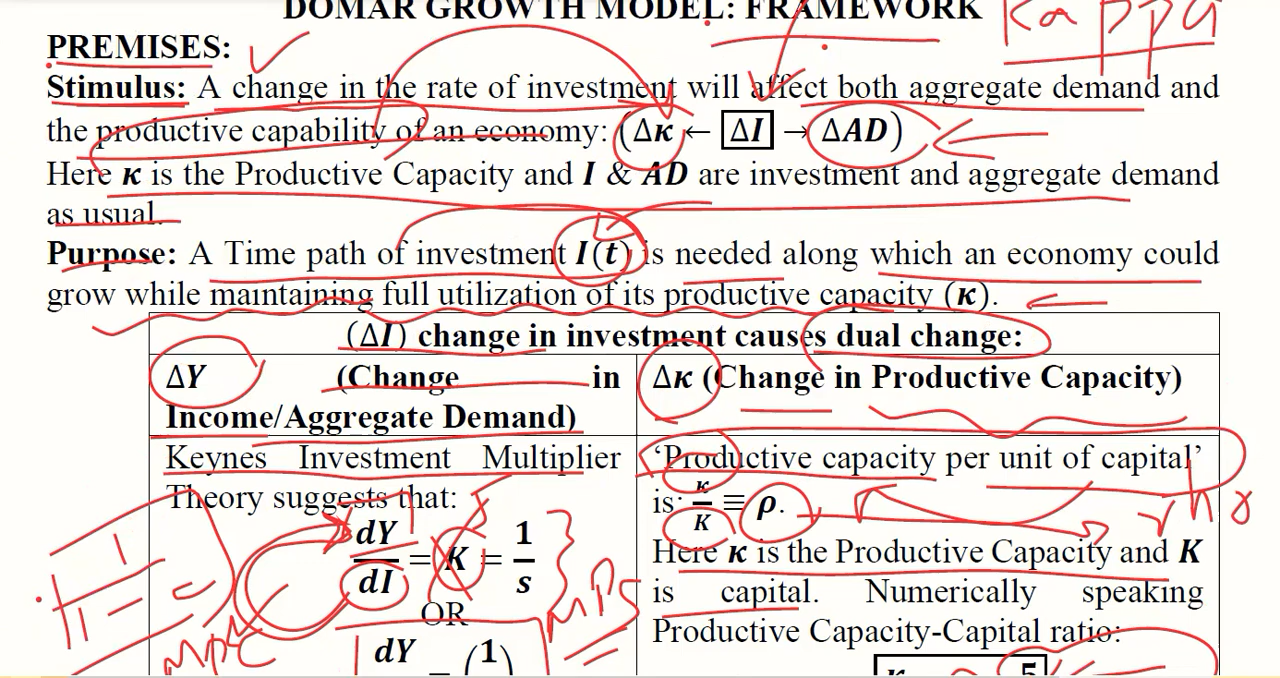 DOMAR GROWTH MODEL: FRAMEWORK
Kappa
PREMISES:
Stimulus: A change in the rate of investment will affect both aggregate demand and
the productive capability of an economy: (Δκ ← ΔI → ΔAD)
Here κ is the Productive Capacity and I & AD are investment and aggregate demand
as usual.
Purpose: A Time path of investment I(t) is needed along which an economy could
grow while maintaining full utilization of its productive capacity (κ).
(ΔI) change in investment causes dual change:
ΔY (Change in
Income/Aggregate Demand)
Δκ (Change in Productive Capacity)
Keynes Investment Multiplier
Theory suggests that:
dY/dI = K = 1/s
OR
dY = (1)
MPS
1/1-c
MPC
‘Productive capacity per unit of capital’
is: κ/K ≡ ρ.
rho
Here κ is the Productive Capacity and K
is capital. Numerically speaking
Productive Capacity-Capital ratio:
κ 5